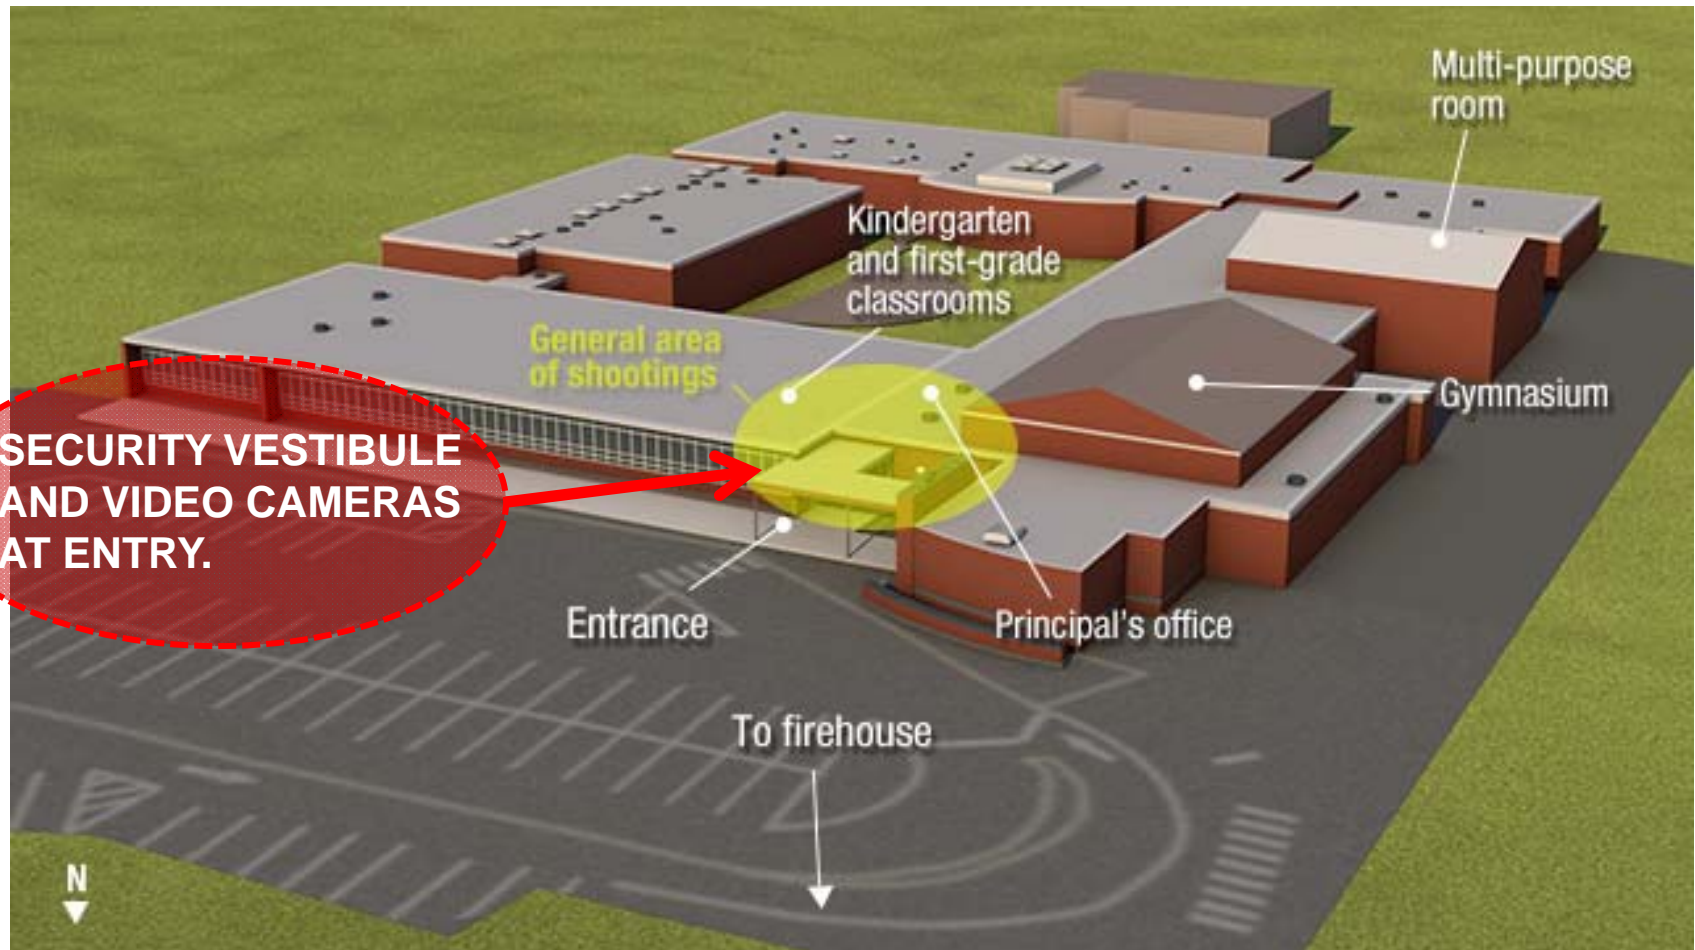 Multi-purpose
room
Kindergarten
and first-grade
classrooms
General area
of shootings
Gymnasium
SECURITY VESTIBULE
AND VIDEO CAMERAS
AT ENTRY.
Entrance
Principal's office
To firehouse
N